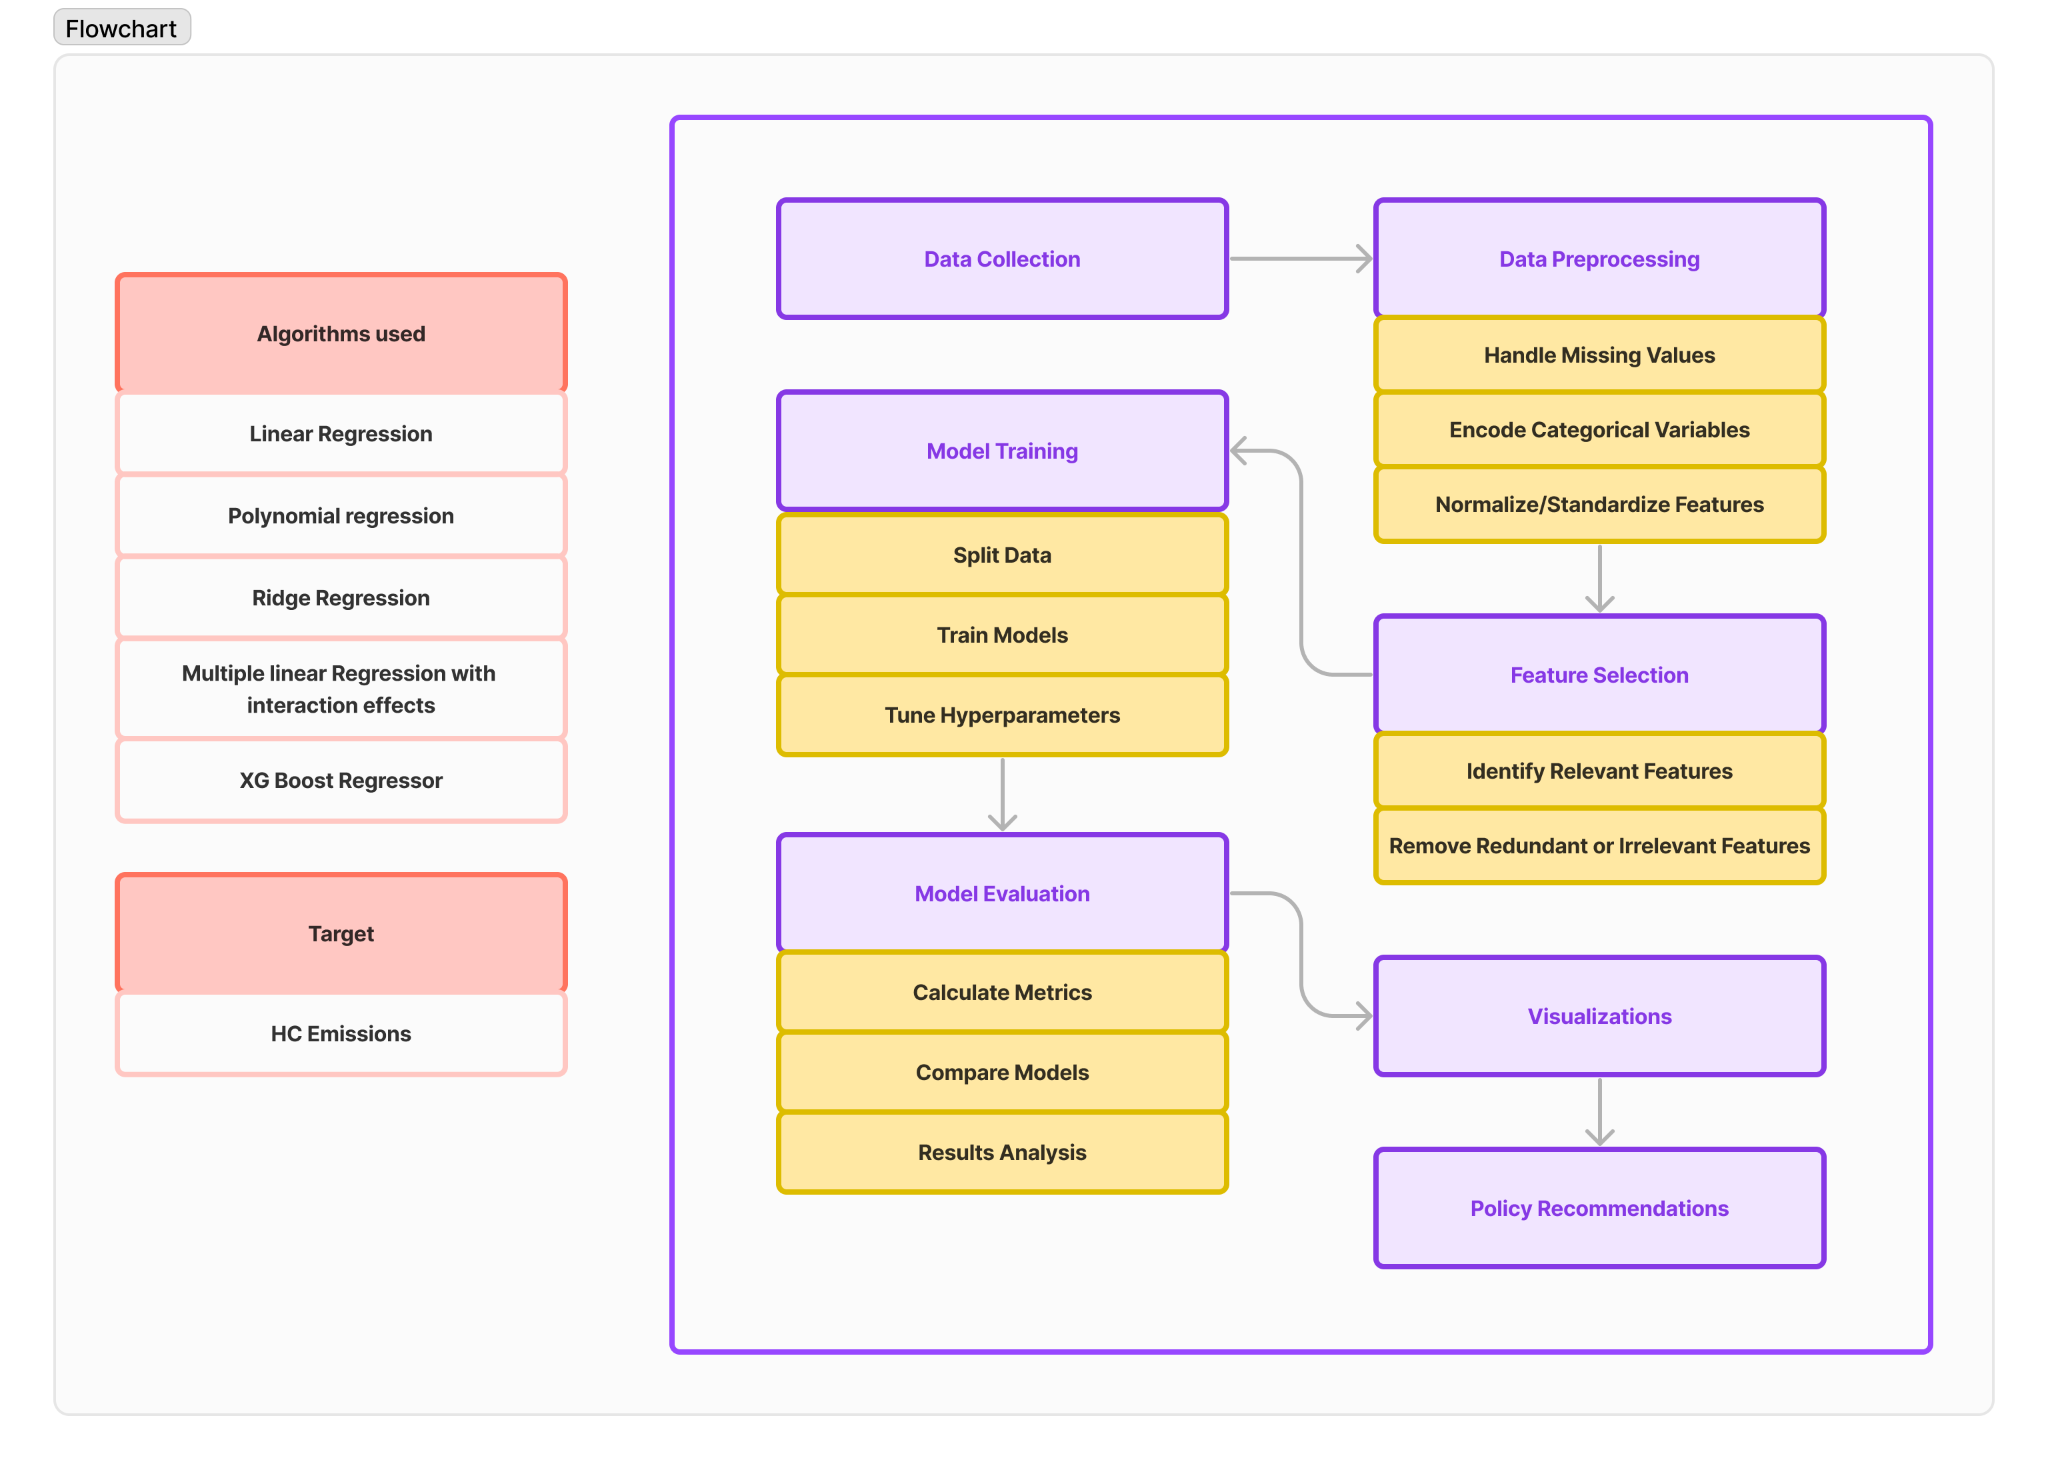 Flowchart
Algorithms used
Linear Regression
Polynomial regression
Ridge Regression
Multiple linear Regression with
interaction effects
XG Boost Regressor
Target
HC Emissions
Data Collection
Data Preprocessing
Handle Missing Values
Encode Categorical Variables
Normalize/Standardize Features
Feature Selection
Identify Relevant Features
Remove Redundant or Irrelevant Features
Model Training
Split Data
Train Models
Tune Hyperparameters
Model Evaluation
Calculate Metrics
Compare Models
Results Analysis
Visualizations
Policy Recommendations